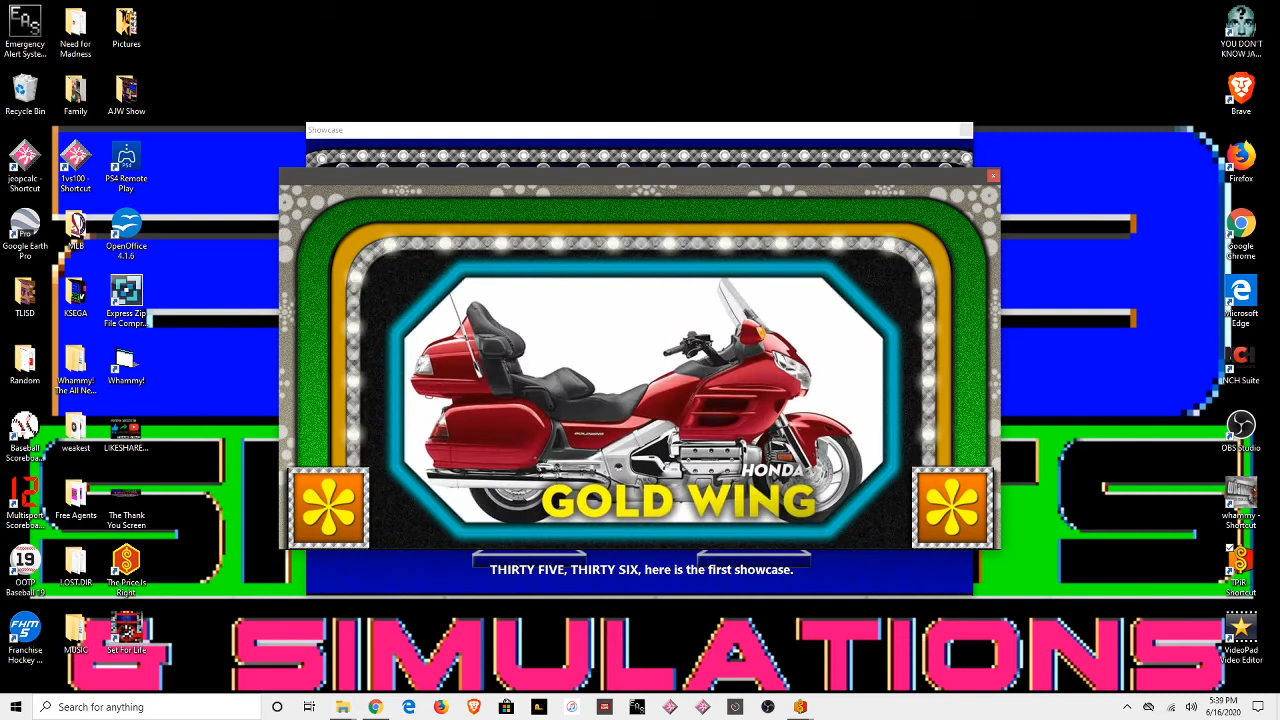 Emergency
Alert Syste...
Need for
Madness
Pictures
YOU DON'T
KNOW JA...
Recycle Bin
Family
AJW Show
Brave
Showcase
jeopolic -
Shortcut
1vs100 -
Shortcut
PS4 Remote
Play
Firefox
Google Earth
Pro
MLB
OpenOffice
4.1.6
Google
Chrome
TLISD
KSEGA
Express Zip
File Compr...
Microsoft
Edge
Random
Whammy!
The All Ne...
Whammy!
NCH Suite
Baseball
Scoreboa...
weakest
LIKESHARE...
OBS Studio
HONDA
GOLD WING
GOLDWING
12
Multisport
Scoreboa...
Free Agents
The Thank
You Screen
whammy -
Shortcut
19
OOTP
Baseball 19
LOST.DIR
The Price Is
Right
TPiR -
Shortcut
THIRTY FIVE, THIRTY SIX, here is the first showcase.
FHM5
Franchise
Hockey ...
MUSIC
Set For Life
VideoPad
Video Editor
& SIMULATIONS
Search for anything
5:39 PM
6/16/2020